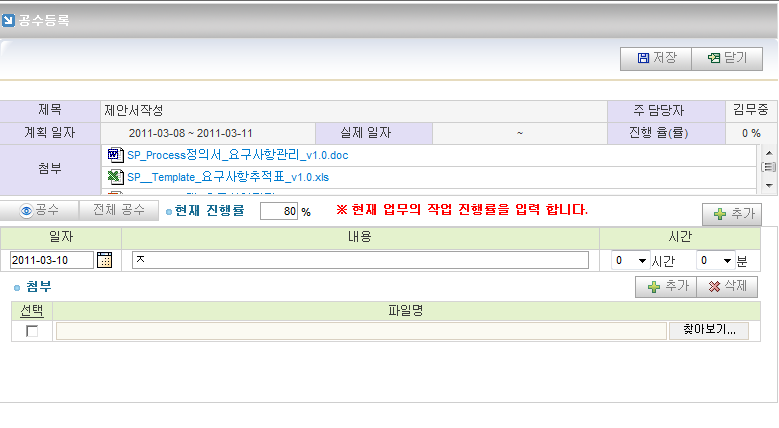 공수등록
저장 닫기
제목 제안서작성 주 담당자 김무중
계획 일자 2011-03-08 ~ 2011-03-11 실제 일자 ~ 진행 율(률) 0 %
첨부 SP_Process정의서_요구사항관리_v1.0.doc
SP__Template_요구사항추적표_v1.0.xls
공수 전체 공수 현재 진행률 80 % ※ 현재 업무의 작업 진행률을 입력 합니다. 추가
일자 내용 시간
2011-03-10 ㅈ 0 시간 0 분
첨부 추가 삭제
선택 파일명
찾아보기...